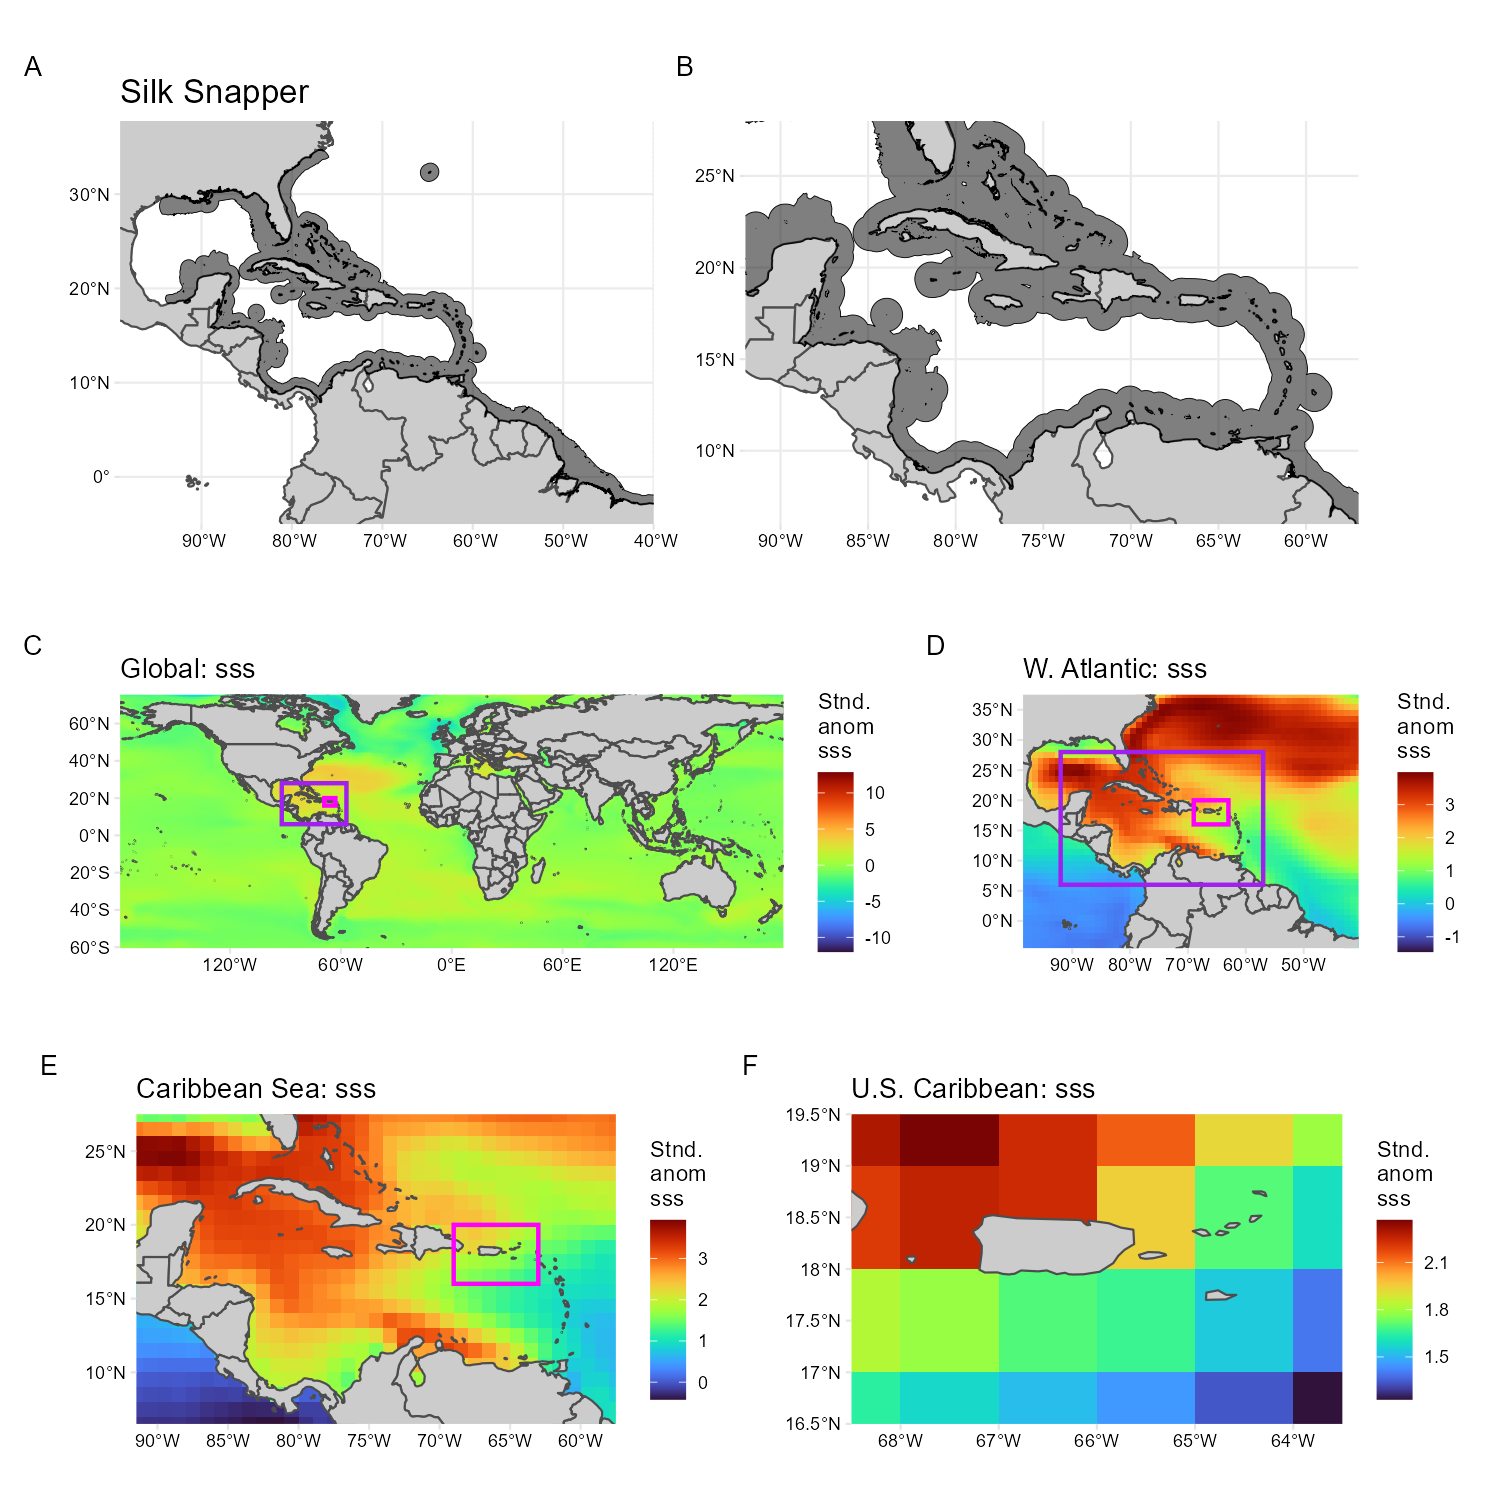 A
B
Silk Snapper
30°N
20°N
10°N
0°
90°W 80°W 70°W 60°W 50°W 40°W
25°N
20°N
15°N
10°N
90°W 85°W 80°W 75°W 70°W 65°W 60°W
C
Global: sss
60°N
40°N
20°N
0°N
20°S
40°S
60°S
120°W 60°W 0°E 60°E 120°E
Stnd.
anom
sss
10
5
0
-5
-10
D
W. Atlantic: sss
35°N
30°N
25°N
20°N
15°N
10°N
5°N
0°N
90°W 80°W 70°W 60°W 50°W
Stnd.
anom
sss
3
2
1
0
-1
E
Caribbean Sea: sss
25°N
20°N
15°N
10°N
90°W 85°W 80°W 75°W 70°W 65°W 60°W
Stnd.
anom
sss
3
2
1
0
F
U.S. Caribbean: sss
19.5°N
19°N
18.5°N
18°N
17.5°N
17°N
16.5°N
68°W 67°W 66°W 65°W 64°W
Stnd.
anom
sss
2.1
1.8
1.5